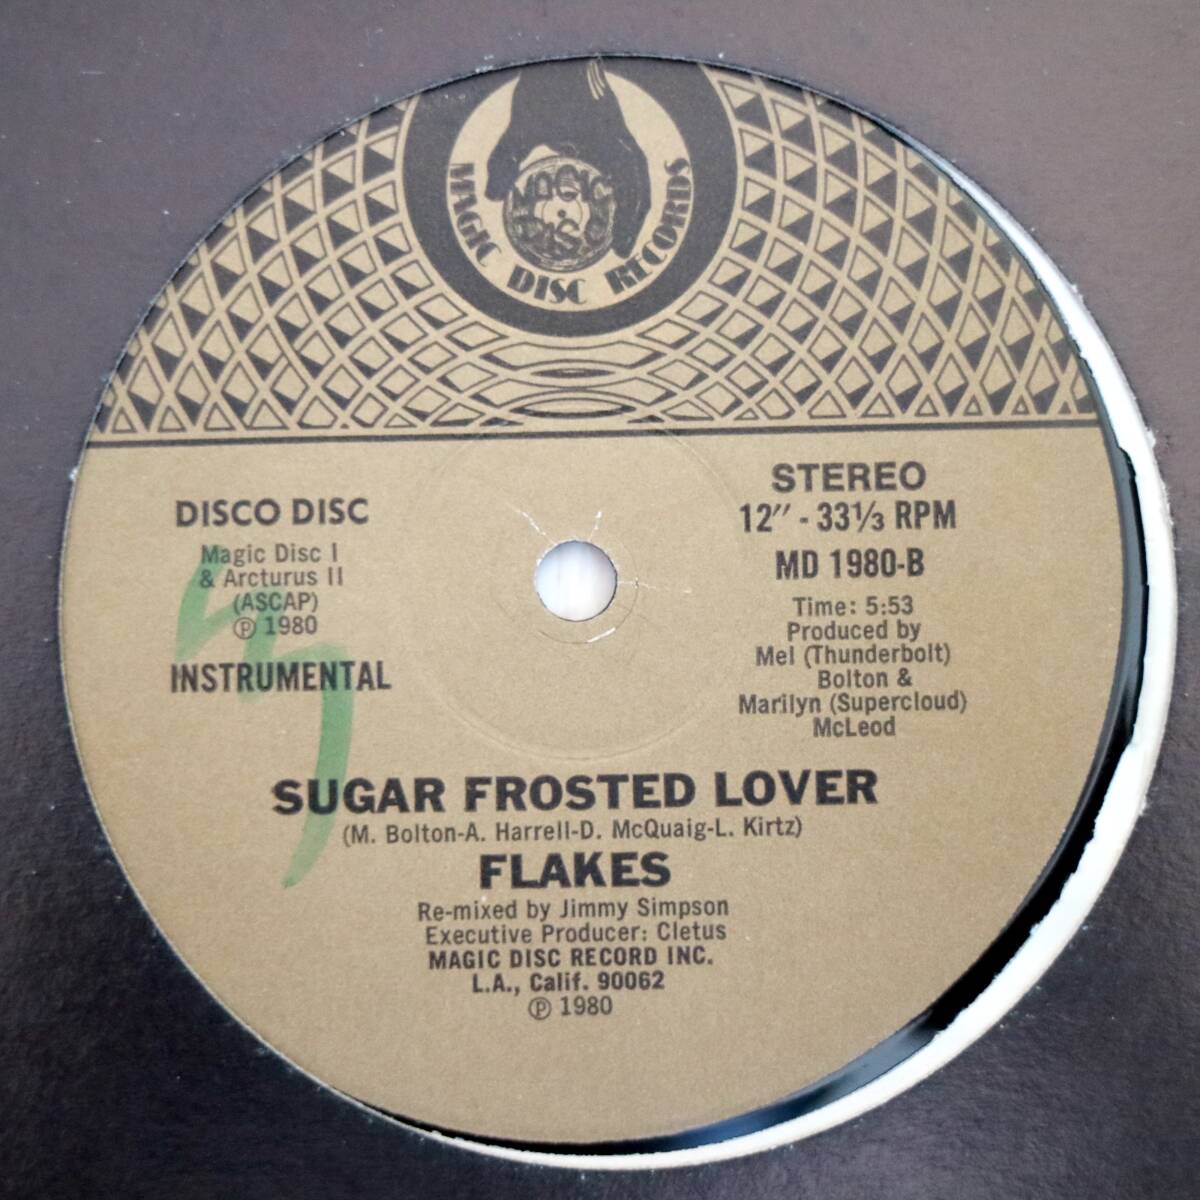 MAGIC DISC
MAGIC DISC RECORDS
DISCO DISC
Magic Disc I
& Arcturus II
(ASCAP)
℗ 1980
INSTRUMENTAL
STEREO
12″ - 33⅓ RPM
MD 1980-B
Time: 5:53
Produced by
Mel (Thunderbolt)
Bolton &
Marilyn (Supercloud)
McLeod
SUGAR FROSTED LOVER
(M. Bolton-A. Harrell-D. McQuaig-L. Kirtz)
FLAKES
Re-mixed by Jimmy Simpson
Executive Producer: Cletus
MAGIC DISC RECORD INC.
L.A., Calif. 90062
℗ 1980